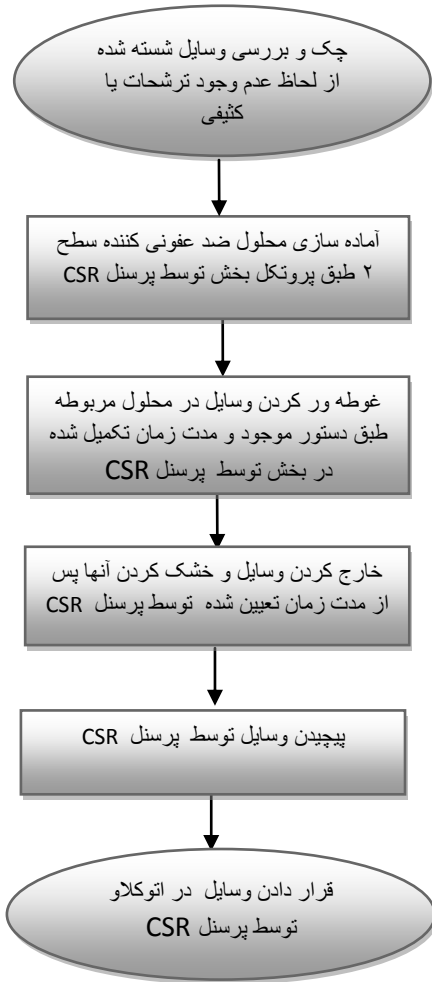 چک و بررسی وسایل شسته شده
از لحاظ عدم وجود ترشحات یا
کثیفی
آماده سازی محلول ضد عفونی کننده سطح
۲ طبق پروتکل بخش توسط پرسنل CSR
غوطه ور کردن وسایل در محلول مربوطه
طبق دستور موجود و مدت زمان تکمیل شده
در بخش توسط پرسنل CSR
خارج کردن وسایل و خشک کردن آنها پس
از مدت زمان تعیین شده توسط پرسنل CSR
پیچیدن وسایل توسط پرسنل CSR
قرار دادن وسایل در اتوکلاو
توسط پرسنل CSR